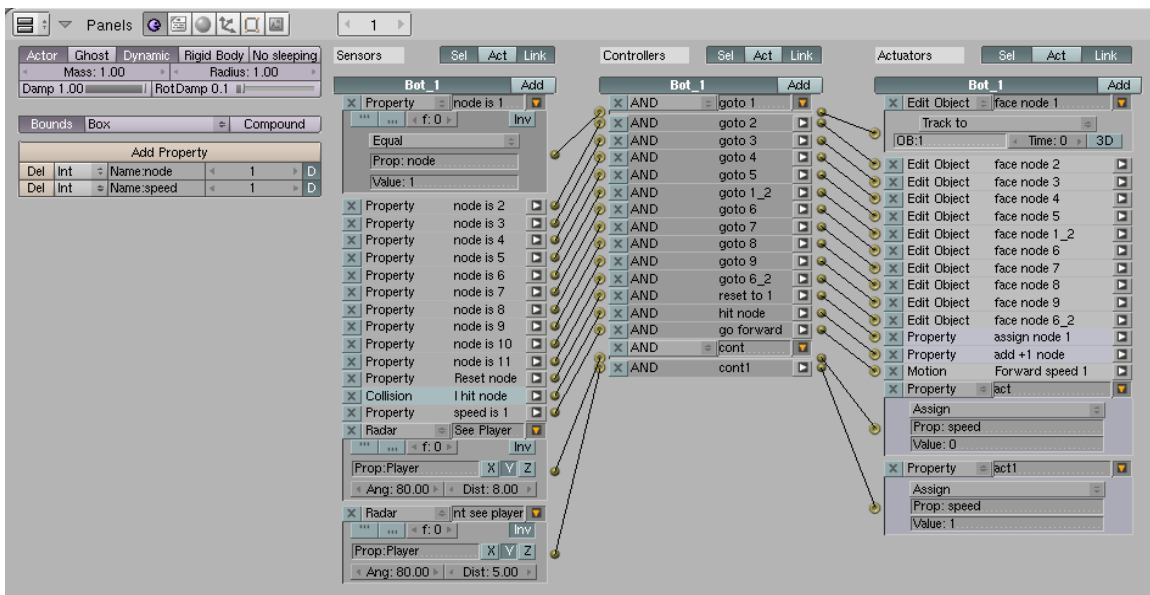 Panels
1
Actor Ghost Dynamic Rigid Body No sleeping
Mass: 1.00 Radius: 1.00
Damp 1.00 RotDamp 0.1
Bounds Box Compound
Add Property
Del Int Name:node 1 D
Del Int Name:speed 1 D
Sensors Sel Act Link
Bot_1 Add
X Property node is 1
f: 0 Inv
Equal
Prop: node
Value: 1
X Property node is 2
X Property node is 3
X Property node is 4
X Property node is 5
X Property node is 6
X Property node is 7
X Property node is 8
X Property node is 9
X Property node is 10
X Property node is 11
X Property Reset node
X Collision I hit node
X Property speed is 1
X Radar See Player
f: 0 Inv
Prop:Player X Y Z
Ang: 80.00 Dist: 8.00
X Radar nt see player
f: 0 Inv
Prop:Player X Y Z
Ang: 80.00 Dist: 5.00
Controllers Sel Act Link
Bot_1 Add
X AND goto 1
X AND goto 2
X AND goto 3
X AND goto 4
X AND goto 5
X AND goto 1_2
X AND goto 6
X AND goto 7
X AND goto 8
X AND goto 9
X AND goto 6_2
X AND reset to 1
X AND hit node
X AND go forward
X AND cont
X AND cont1
Actuators Sel Act Link
Bot_1 Add
X Edit Object face node 1
Track to
OB:1 Time: 0 3D
X Edit Object face node 2
X Edit Object face node 3
X Edit Object face node 4
X Edit Object face node 5
X Edit Object face node 1_2
X Edit Object face node 6
X Edit Object face node 7
X Edit Object face node 8
X Edit Object face node 9
X Edit Object face node 6_2
X Property assign node 1
X Property add +1 node
X Motion Forward speed 1
X Property act
Assign
Prop: speed
Value: 0
X Property act1
Assign
Prop: speed
Value: 1